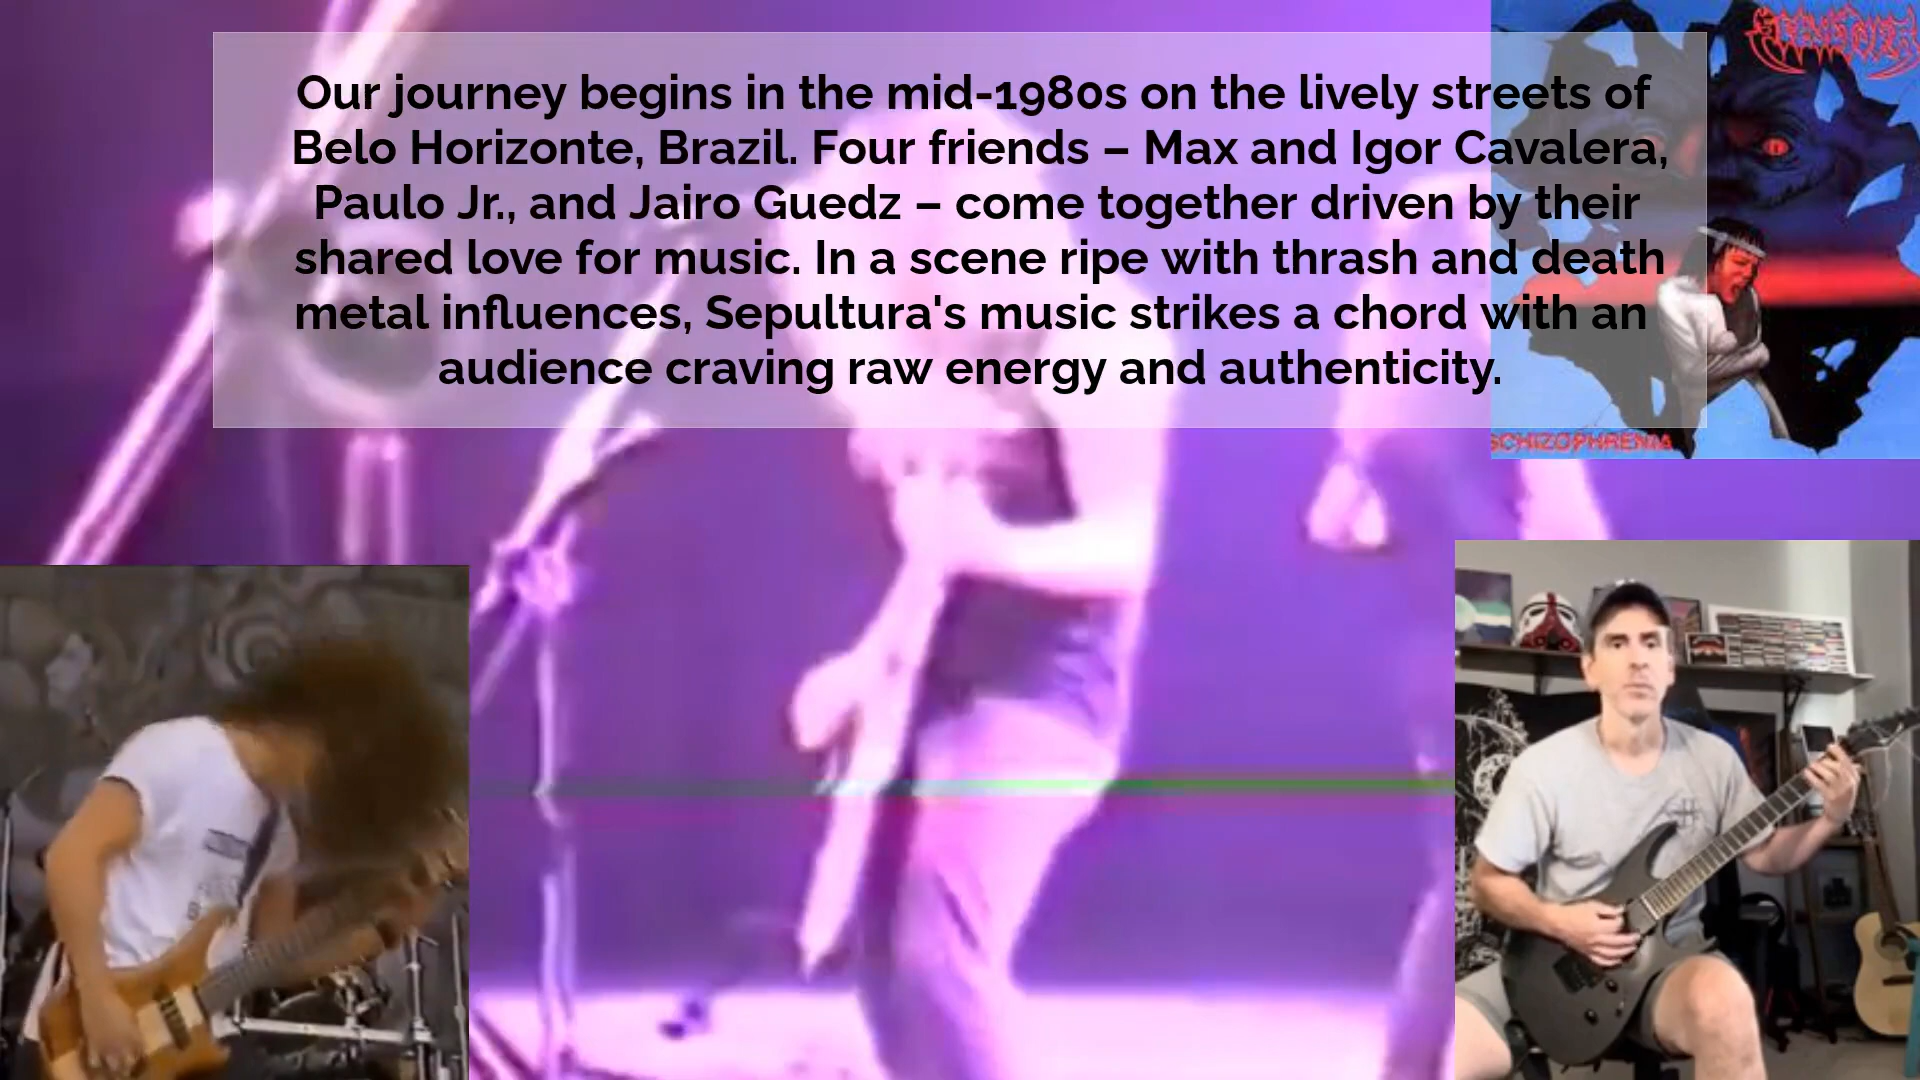 Our journey begins in the mid-1980s on the lively streets of
Belo Horizonte, Brazil. Four friends – Max and Igor Cavalera,
Paulo Jr., and Jairo Guedz – come together driven by their
shared love for music. In a scene ripe with thrash and death
metal influences, Sepultura's music strikes a chord with an
audience craving raw energy and authenticity.
SEPULTURA
SCHIZOPHRENIA